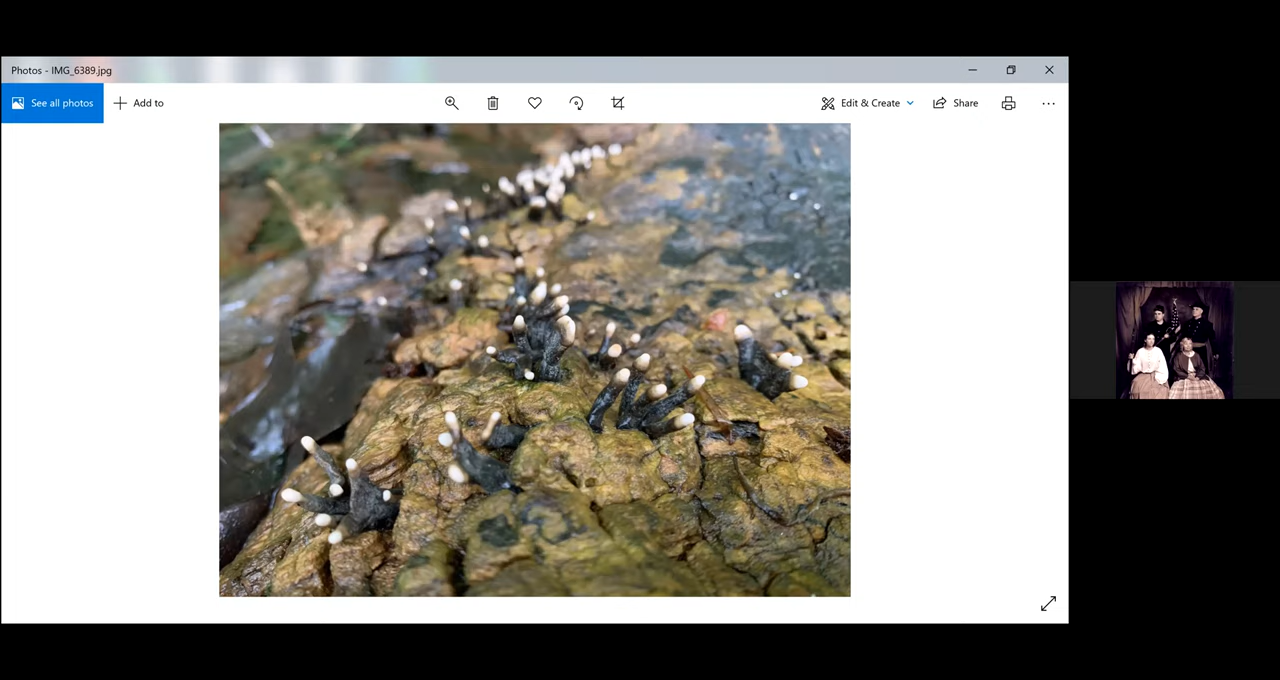 Photos - IMG_6389.jpg
See all photos
Add to
Edit & Create
Share